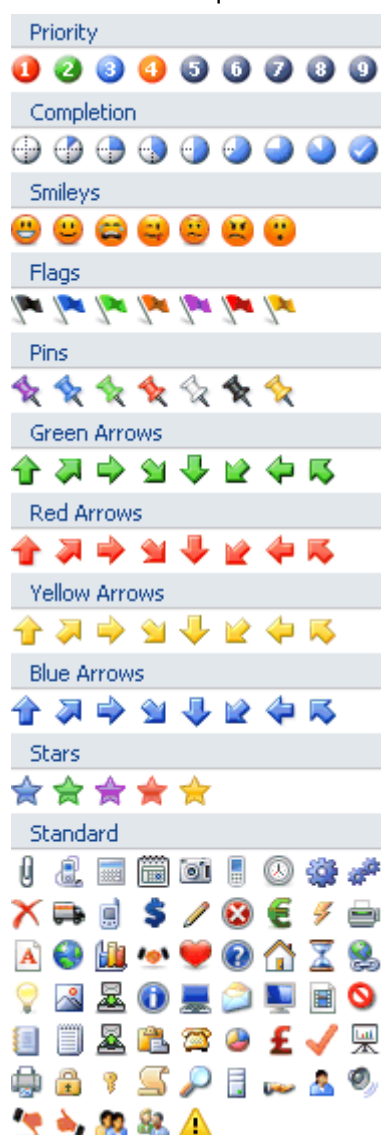 Priority
1 2 3 4 5 6 7 8 9
Completion
Smileys
Flags
Pins
Green Arrows
Red Arrows
Yellow Arrows
Blue Arrows
Stars
Standard
$ €
A ?
i
£
!